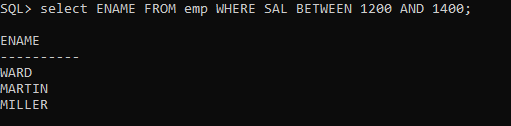 SQL> select ENAME FROM emp WHERE SAL BETWEEN 1200 AND 1400;
ENAME
----------
WARD
MARTIN
MILLER